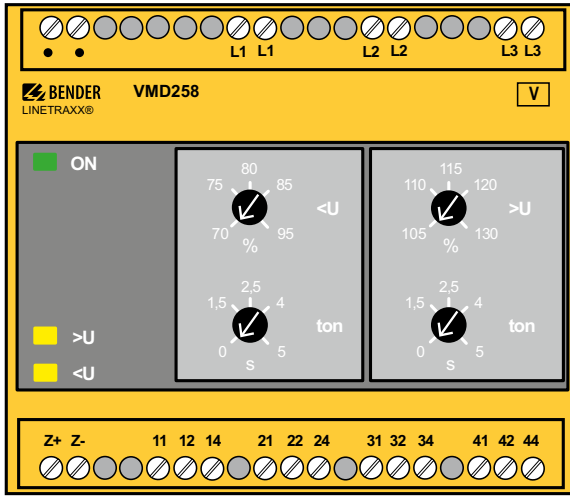 L1 L1 L2 L2 L3 L3
BENDER VMD258 V
LINETRAXX®
ON
80
75 85
<U
70 95
%
115
110 120
>U
105 130
%
2,5
1,5 4
ton
0 5
s
2,5
1,5 4
ton
0 5
s
>U
<U
Z+ Z- 11 12 14 21 22 24 31 32 34 41 42 44